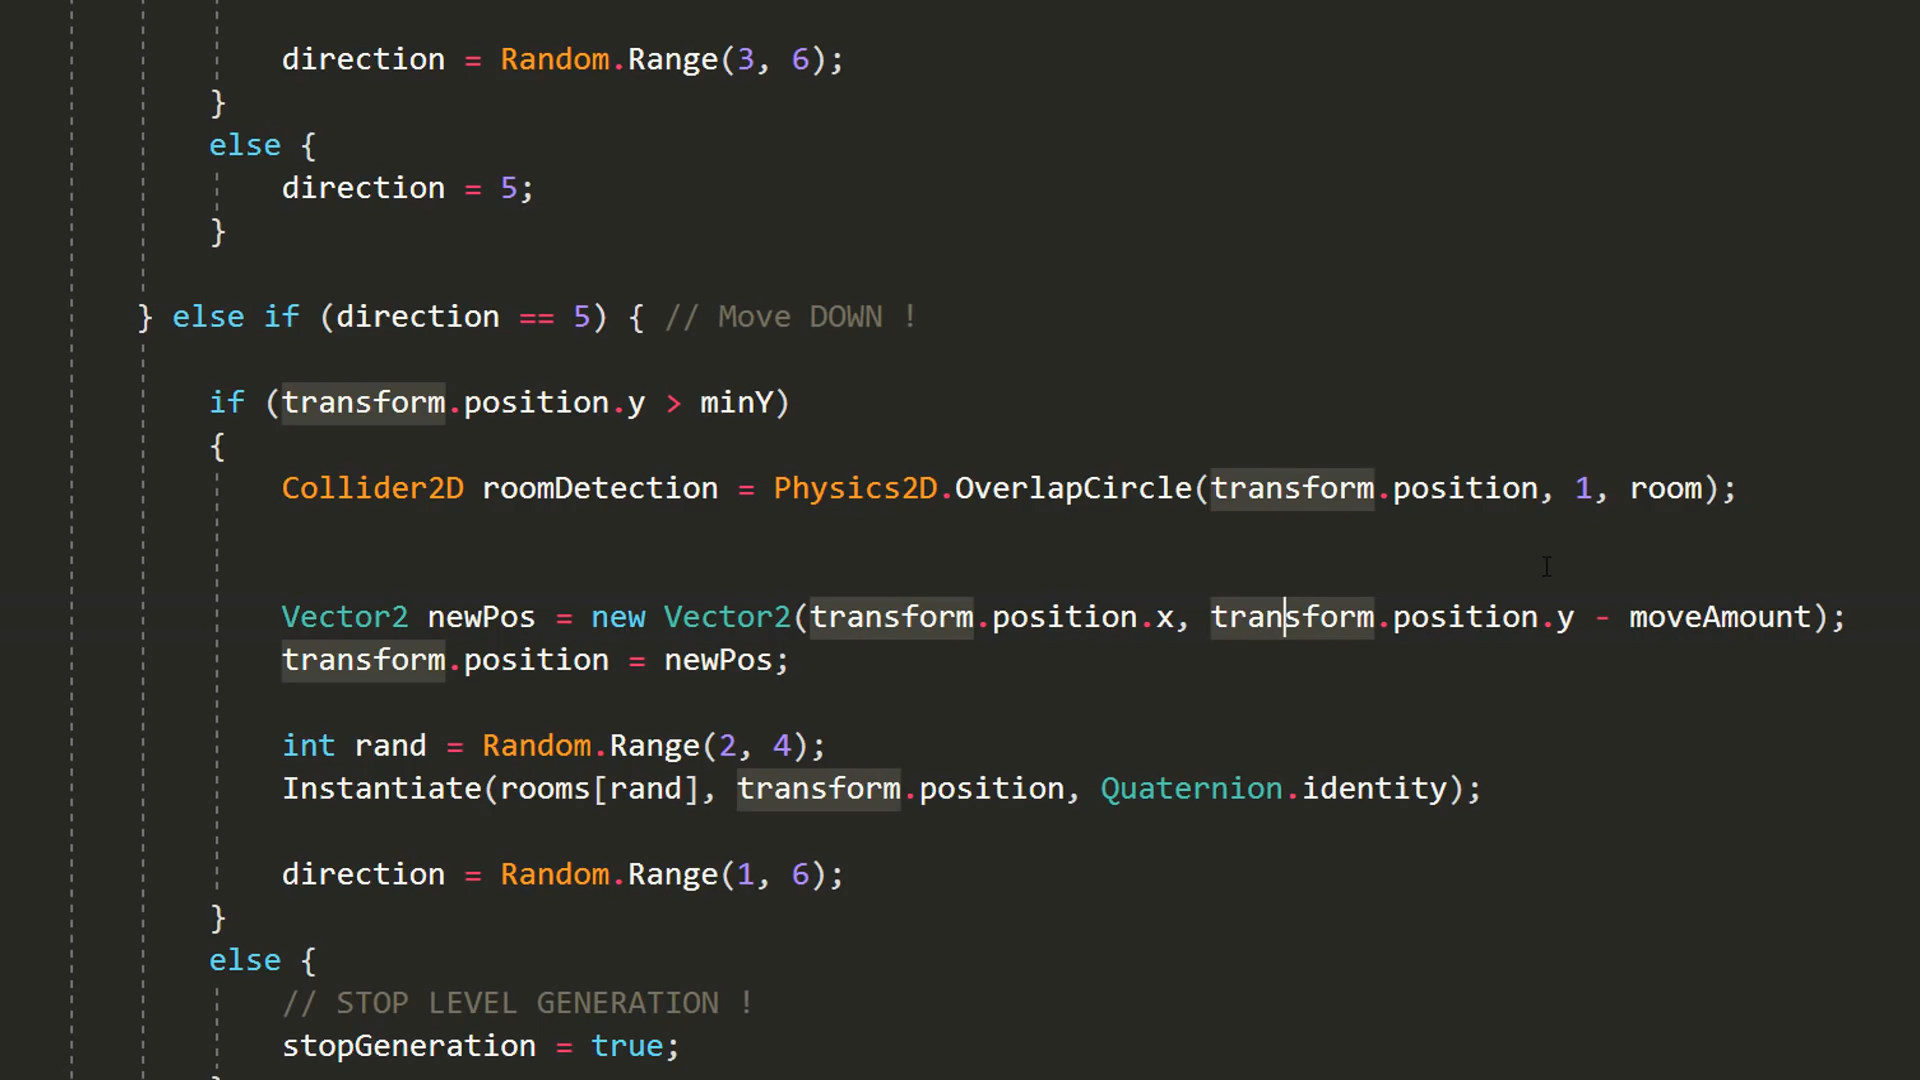 direction = Random.Range(3, 6);
}
else {
direction = 5;
}
} else if (direction == 5) { // Move DOWN !
if (transform.position.y > minY)
{
Collider2D roomDetection = Physics2D.OverlapCircle(transform.position, 1, room);
Vector2 newPos = new Vector2(transform.position.x, transform.position.y - moveAmount);
transform.position = newPos;
int rand = Random.Range(2, 4);
Instantiate(rooms[rand], transform.position, Quaternion.identity);
direction = Random.Range(1, 6);
}
else {
// STOP LEVEL GENERATION !
stopGeneration = true;